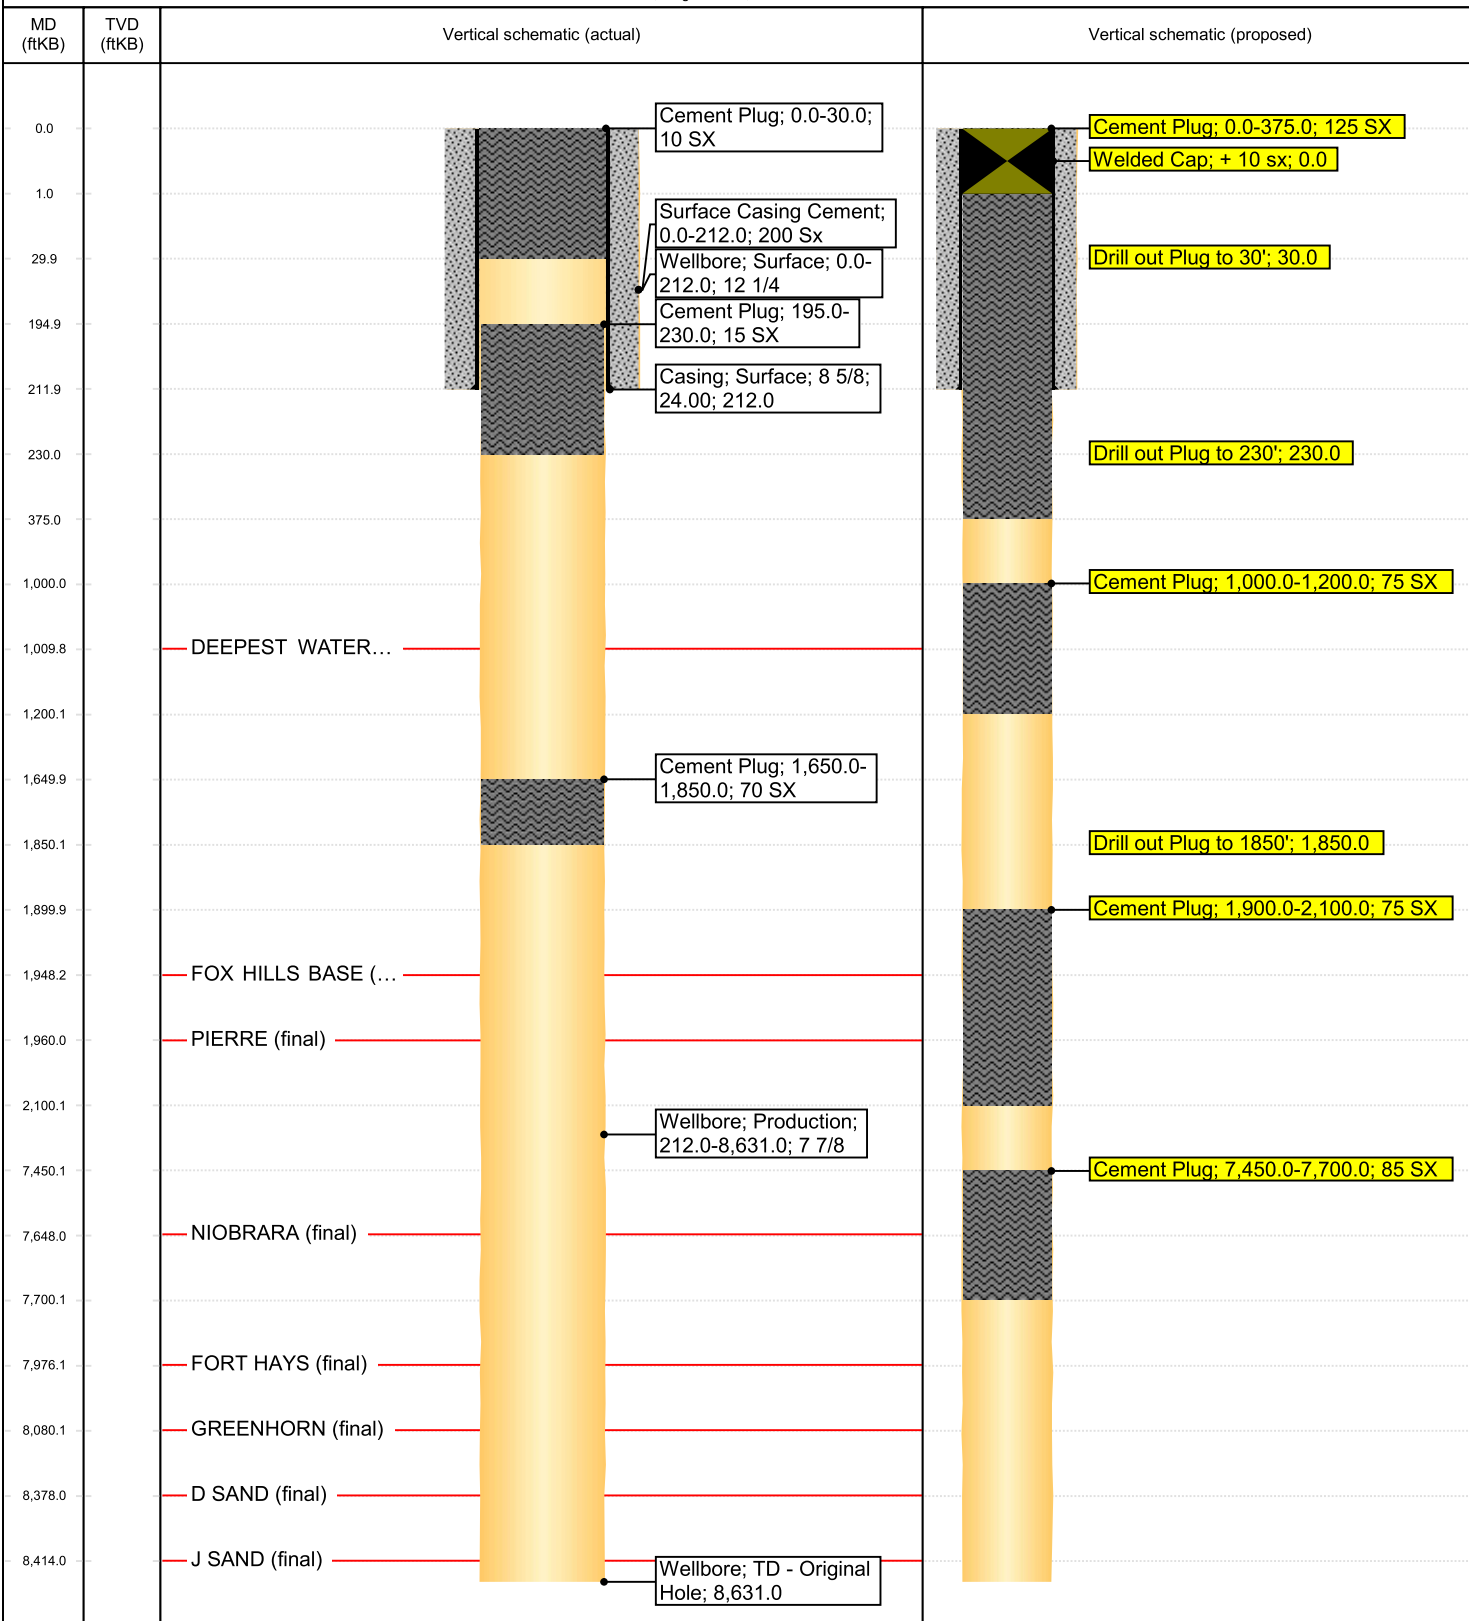 MD
(ftKB)
TVD
(ftKB)
Vertical schematic (actual)
Vertical schematic (proposed)
0.0
1.0
29.9
194.9
211.9
230.0
375.0
1,000.0
1,009.8
1,200.1
1,649.9
1,850.1
1,899.9
1,948.2
1,960.0
2,100.1
7,450.1
7,648.0
7,700.1
7,976.1
8,080.1
8,378.0
8,414.0
DEEPEST WATER…
FOX HILLS BASE (…
PIERRE (final)
NIOBRARA (final)
FORT HAYS (final)
GREENHORN (final)
D SAND (final)
J SAND (final)
Cement Plug; 0.0-30.0;
10 SX
Surface Casing Cement;
0.0-212.0; 200 Sx
Wellbore; Surface; 0.0-
212.0; 12 1/4
Cement Plug; 195.0-
230.0; 15 SX
Casing; Surface; 8 5/8;
24.00; 212.0
Cement Plug; 1,650.0-
1,850.0; 70 SX
Wellbore; Production;
212.0-8,631.0; 7 7/8
Wellbore; TD - Original
Hole; 8,631.0
Cement Plug; 0.0-375.0; 125 SX
Welded Cap; + 10 sx; 0.0
Drill out Plug to 30'; 30.0
Drill out Plug to 230'; 230.0
Cement Plug; 1,000.0-1,200.0; 75 SX
Drill out Plug to 1850'; 1,850.0
Cement Plug; 1,900.0-2,100.0; 75 SX
Cement Plug; 7,450.0-7,700.0; 85 SX